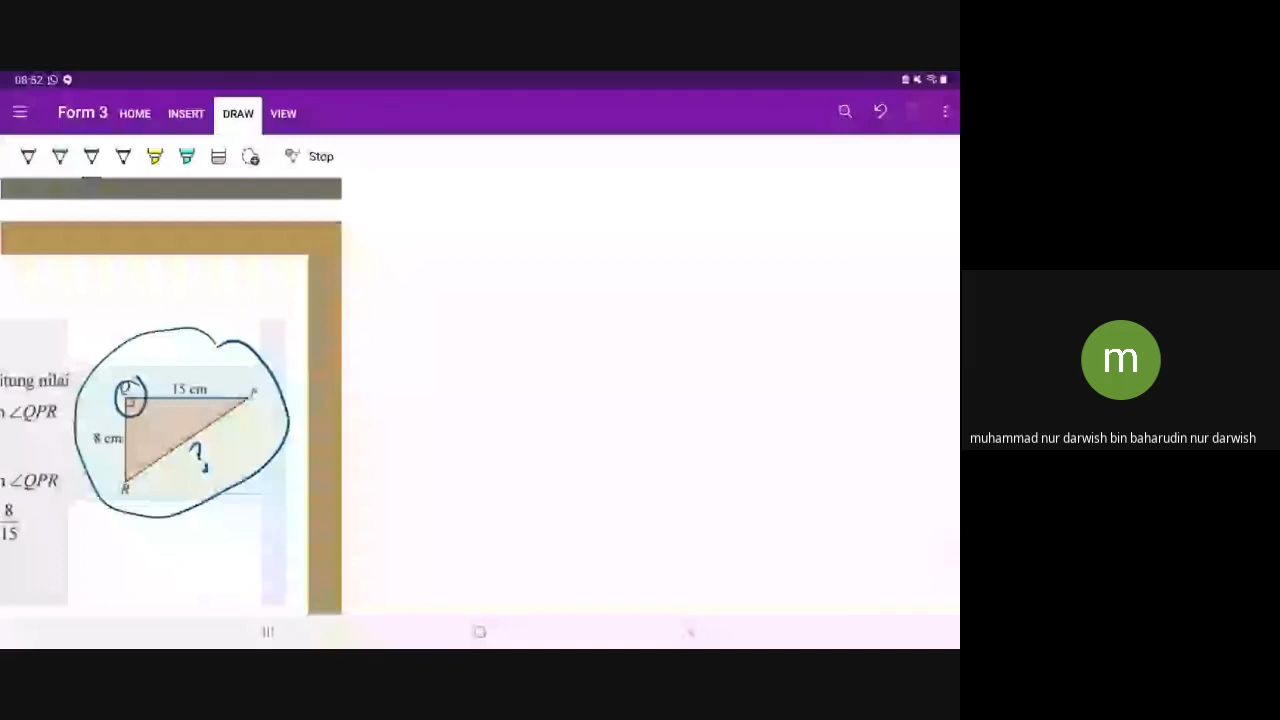 08:52
Form 3 HOME INSERT DRAW VIEW
Stop
itung nilai
Q 15 cm P
∠QPR
8 cm
?
R
∠QPR
8
15
m
muhammad nur darwish bin baharudin nur darwish